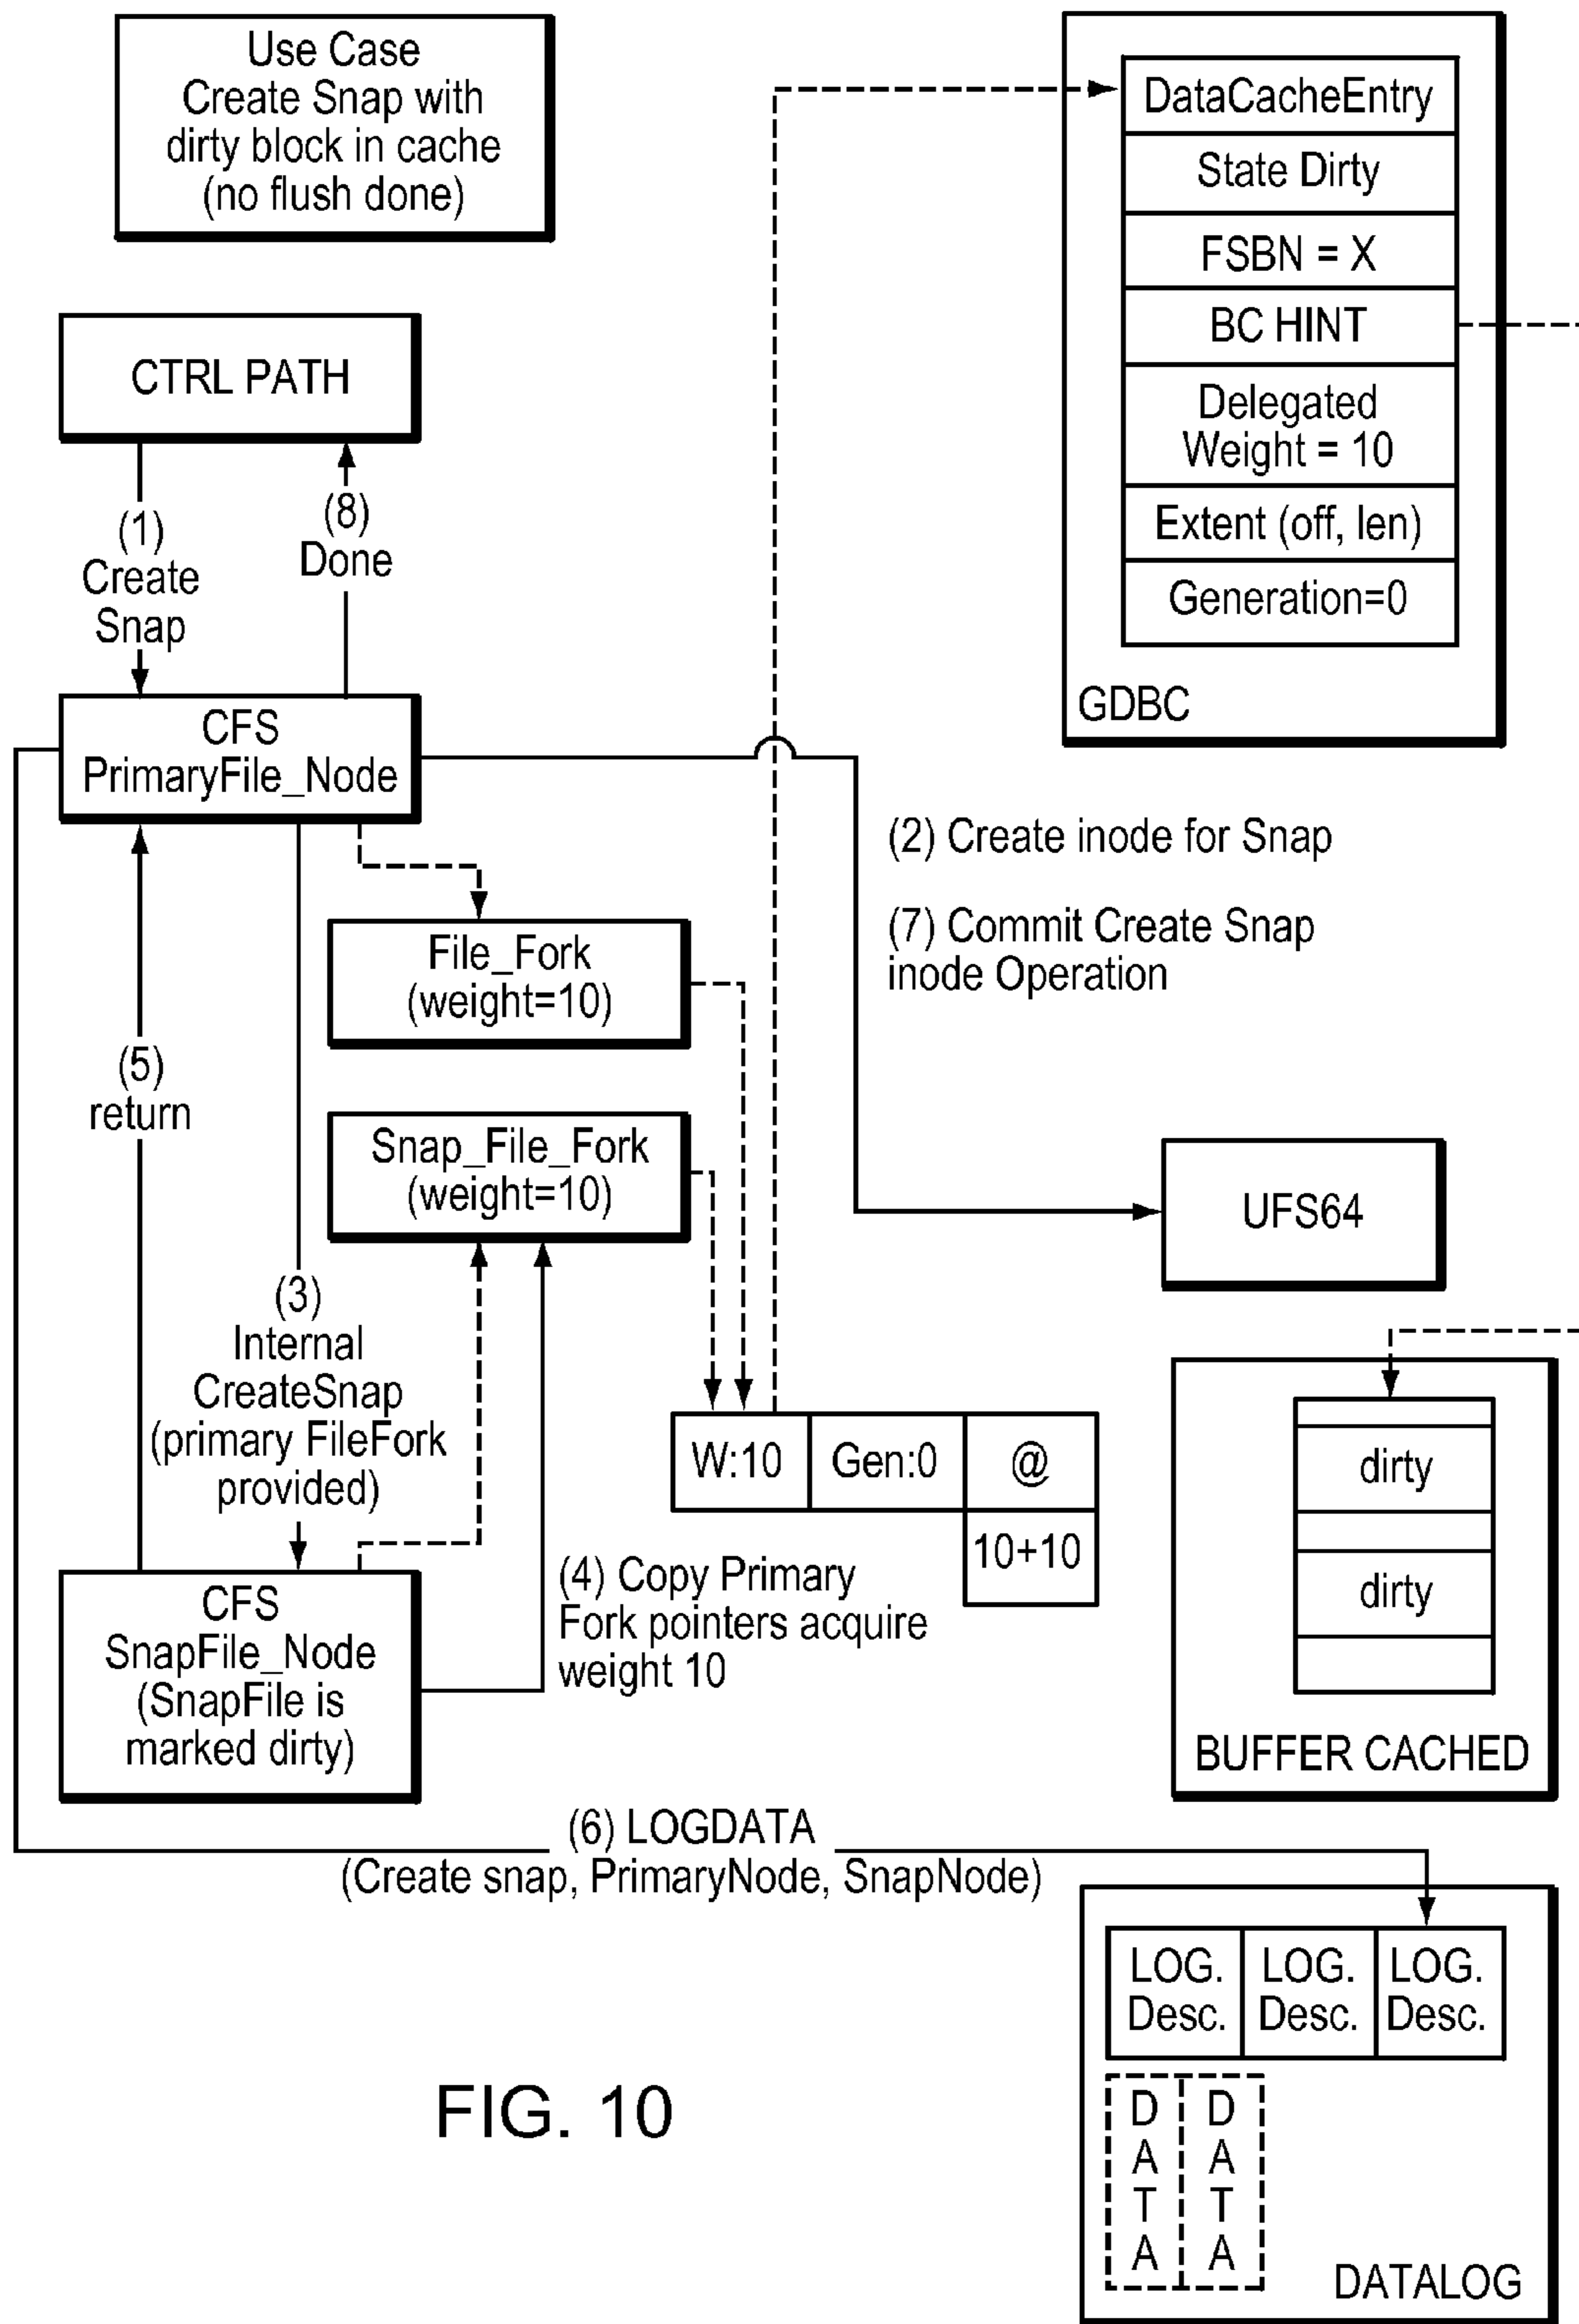 Use Case
Create Snap with
dirty block in cache
(no flush done)
DataCacheEntry
State Dirty
FSBN = X
BC HINT
Delegated
Weight = 10
Extent (off, len)
Generation=0
GDBC
CTRL PATH
(1)
Create
Snap
(8)
Done
CFS
PrimaryFile_Node
(2) Create inode for Snap
(7) Commit Create Snap
inode Operation
File_Fork
(weight=10)
(5)
return
Snap_File_Fork
(weight=10)
UFS64
(3)
Internal
CreateSnap
(primary FileFork
provided)
W:10
Gen:0
@
10+10
dirty
dirty
BUFFER CACHED
(4) Copy Primary
Fork pointers acquire
weight 10
CFS
SnapFile_Node
(SnapFile is
marked dirty)
(6) LOGDATA
(Create snap, PrimaryNode, SnapNode)
LOG.
Desc.
LOG.
Desc.
LOG.
Desc.
D
A
T
A
D
A
T
A
DATALOG
FIG. 10